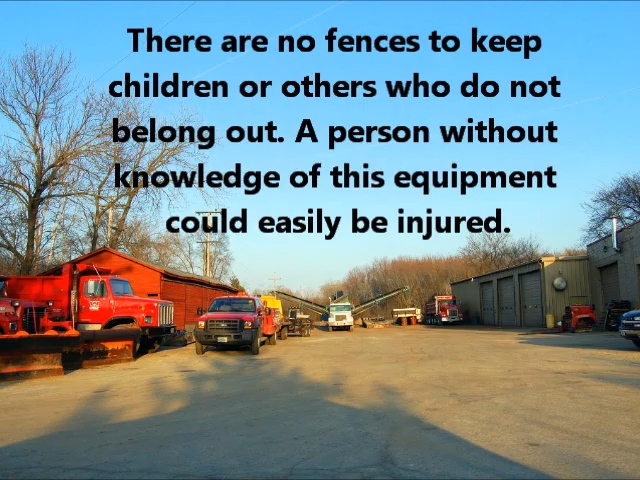 There are no fences to keep
children or others who do not
belong out. A person without
knowledge of this equipment
could easily be injured.